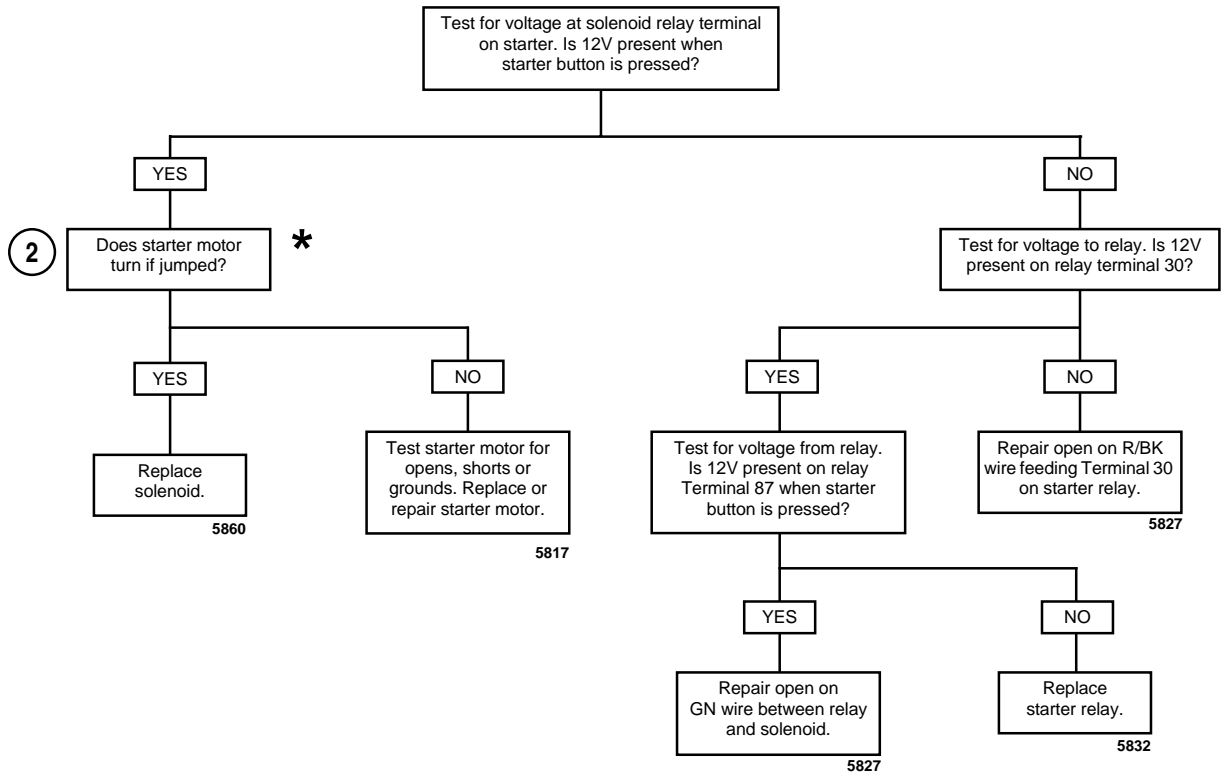 Test for voltage at solenoid relay terminal
on starter. Is 12V present when
starter button is pressed?
YES
NO
2
Does starter motor
turn if jumped?
*
Test for voltage to relay. Is 12V
present on relay terminal 30?
YES
NO
YES
NO
Replace
solenoid.
5860
Test starter motor for
opens, shorts or
grounds. Replace or
repair starter motor.
5817
Test for voltage from relay.
Is 12V present on relay
Terminal 87 when starter
button is pressed?
Repair open on R/BK
wire feeding Terminal 30
on starter relay.
5827
YES
NO
Repair open on
GN wire between relay
and solenoid.
5827
Replace
starter relay.
5832